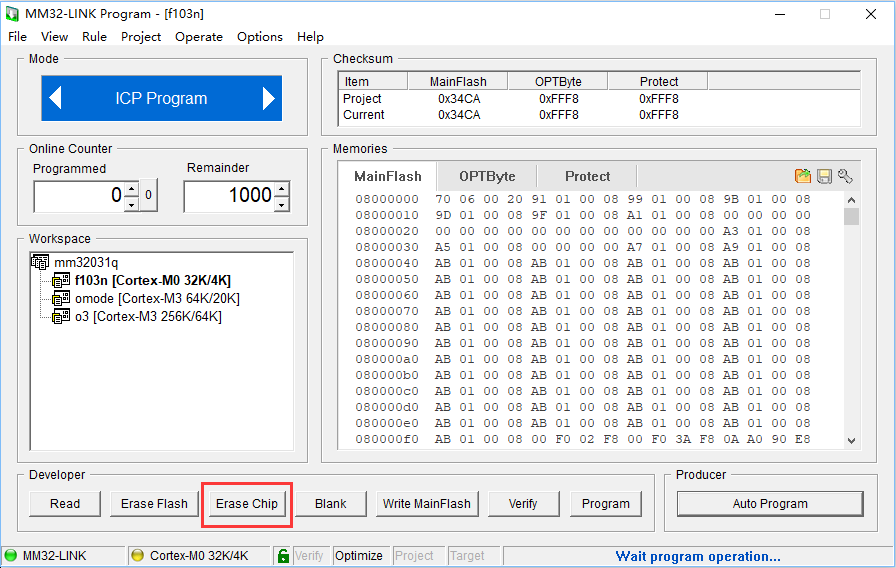 MM32-LINK Program - [f103n]
File View Rule Project Operate Options Help
Mode
ICP Program
Checksum
Item MainFlash OPTByte Protect
Project 0x34CA 0xFFF8 0xFFF8
Current 0x34CA 0xFFF8 0xFFF8
Online Counter
Programmed Remainder
0 0 1000
Workspace
mm32031q
f103n [Cortex-M0 32K/4K]
omode [Cortex-M3 64K/20K]
o3 [Cortex-M3 256K/64K]
Memories
MainFlash OPTByte Protect
08000000 70 06 00 20 91 01 00 08 99 01 00 08 9B 01 00 08
08000010 9D 01 00 08 9F 01 00 08 A1 01 00 08 00 00 00 00
08000020 00 00 00 00 00 00 00 00 00 00 00 00 A3 01 00 08
08000030 A5 01 00 08 00 00 00 00 A7 01 00 08 A9 01 00 08
08000040 AB 01 00 08 AB 01 00 08 AB 01 00 08 AB 01 00 08
08000050 AB 01 00 08 AB 01 00 08 AB 01 00 08 AB 01 00 08
08000060 AB 01 00 08 AB 01 00 08 AB 01 00 08 AB 01 00 08
08000070 AB 01 00 08 AB 01 00 08 AB 01 00 08 AB 01 00 08
08000080 AB 01 00 08 AB 01 00 08 AB 01 00 08 AB 01 00 08
08000090 AB 01 00 08 AB 01 00 08 AB 01 00 08 AB 01 00 08
080000a0 AB 01 00 08 AB 01 00 08 AB 01 00 08 AB 01 00 08
080000b0 AB 01 00 08 AB 01 00 08 AB 01 00 08 AB 01 00 08
080000c0 AB 01 00 08 AB 01 00 08 AB 01 00 08 AB 01 00 08
080000d0 AB 01 00 08 AB 01 00 08 AB 01 00 08 AB 01 00 08
080000e0 AB 01 00 08 AB 01 00 08 AB 01 00 08 AB 01 00 08
080000f0 AB 01 00 08 00 F0 02 F8 00 F0 3A F8 0A A0 90 E8
Developer
Read Erase Flash Erase Chip Blank Write MainFlash Verify Program
Producer
Auto Program
MM32-LINK Cortex-M0 32K/4K Verify Optimize Project Target Wait program operation...